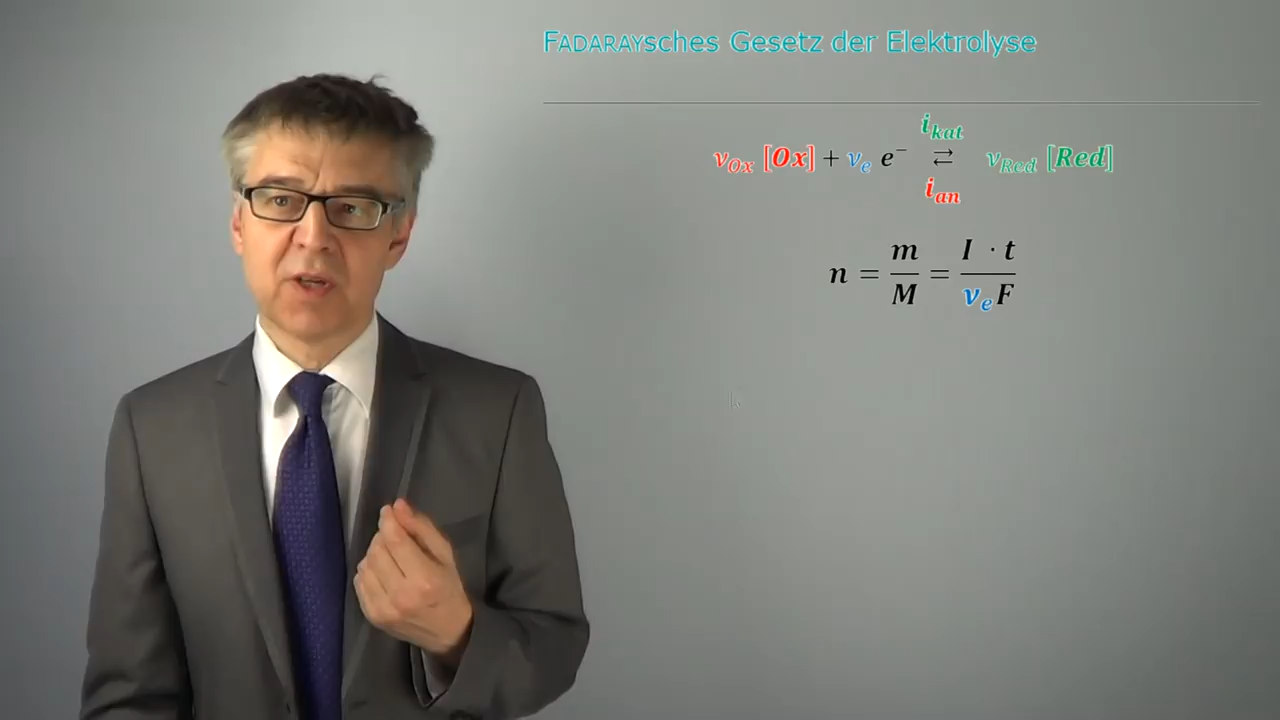 FADARAYsches Gesetz der Elektrolyse
i_kat
ν_Ox [Ox] + ν_e e⁻ ⇄ ν_Red [Red]
i_an
n = m/M = I · t / ν_e F